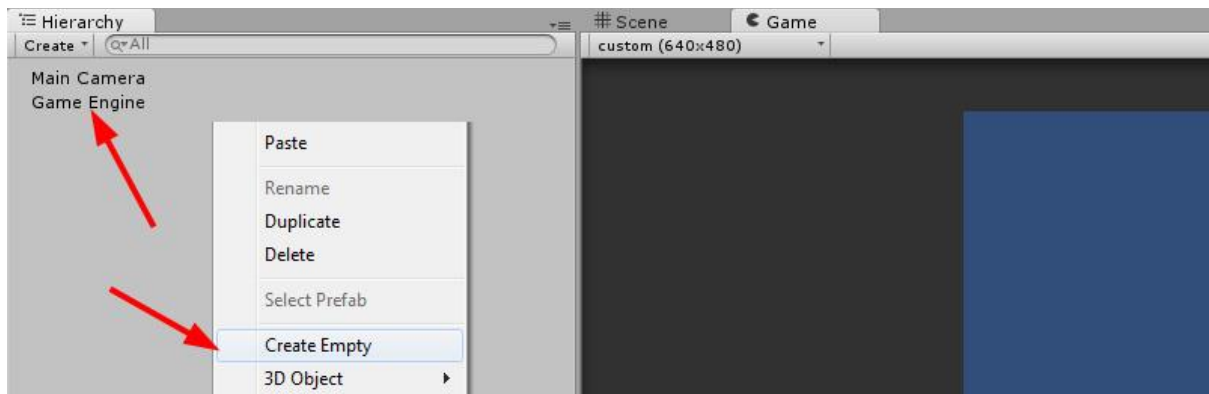 Hierarchy
Create All
Main Camera
Game Engine
Paste
Rename
Duplicate
Delete
Select Prefab
Create Empty
3D Object
Scene Game
custom (640x480)